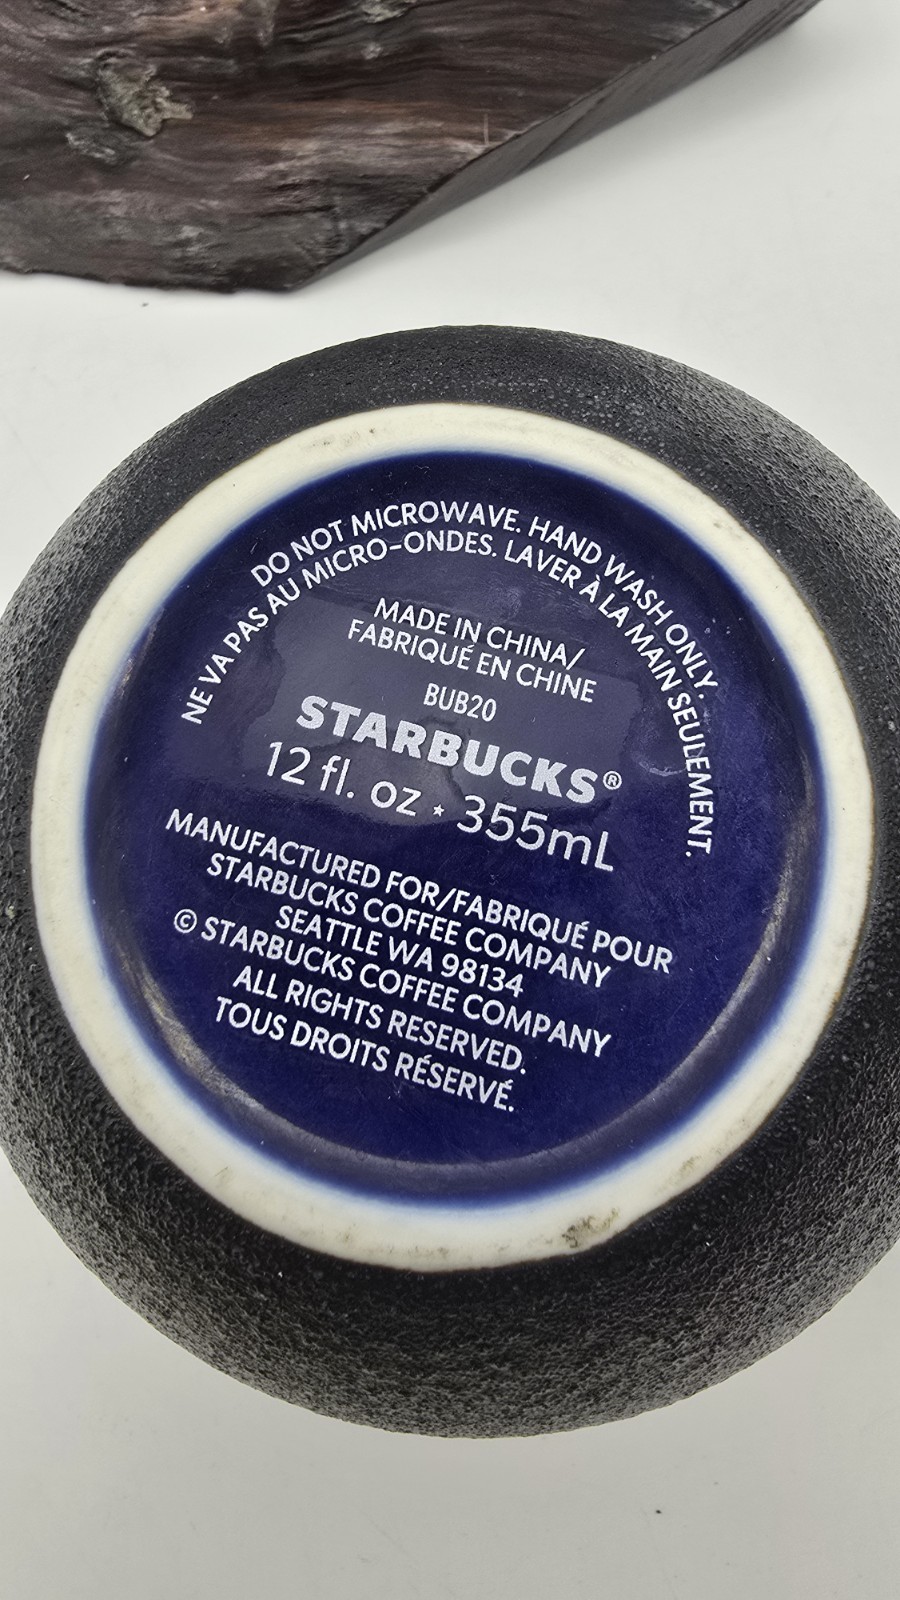 DO NOT MICROWAVE. HAND WASH ONLY.
NE VA PAS AU MICRO-ONDES. LAVER À LA MAIN SEULEMENT.
MADE IN CHINA/
FABRIQUÉ EN CHINE
BUB20
STARBUCKS®
12 fl. oz ⋆ 355mL
MANUFACTURED FOR/FABRIQUÉ POUR
STARBUCKS COFFEE COMPANY
SEATTLE WA 98134
© STARBUCKS COFFEE COMPANY
ALL RIGHTS RESERVED.
TOUS DROITS RÉSERVÉ.